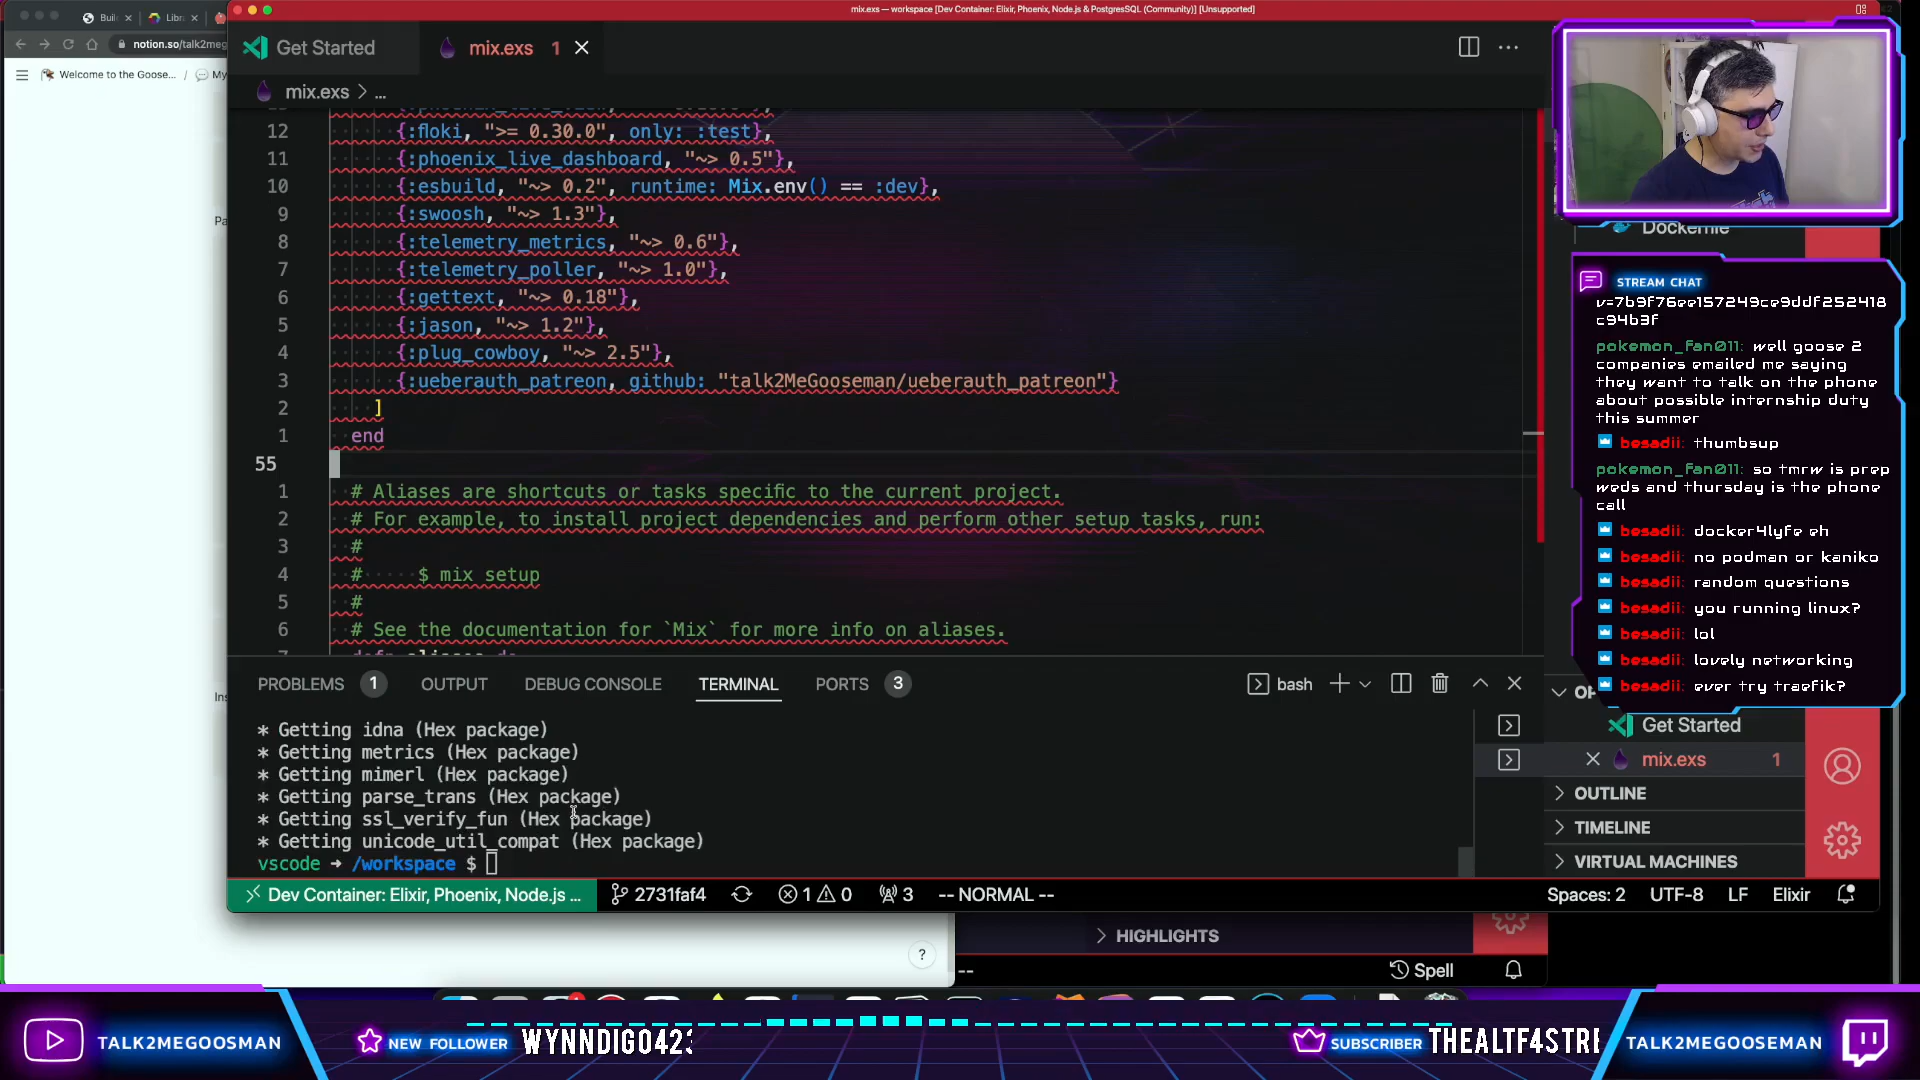 mix.exs — workspace [Dev Container: Elixir, Phoenix, Node.js & PostgreSQL (Community)] [Unsupported]
Buil
Libra
notion.so/talk2meg
Welcome to the Goose... / My
Get Started
mix.exs 1
mix.exs > ...
12 {:floki, ">= 0.30.0", only: :test},
11 {:phoenix_live_dashboard, "~> 0.5"},
10 {:esbuild, "~> 0.2", runtime: Mix.env() == :dev},
9 {:swoosh, "~> 1.3"},
8 {:telemetry_metrics, "~> 0.6"},
7 {:telemetry_poller, "~> 1.0"},
6 {:gettext, "~> 0.18"},
5 {:jason, "~> 1.2"},
4 {:plug_cowboy, "~> 2.5"},
3 {:ueberauth_patreon, github: "talk2MeGooseman/ueberauth_patreon"}
2 ]
1 end
55
1 # Aliases are shortcuts or tasks specific to the current project.
2 # For example, to install project dependencies and perform other setup tasks, run:
3 #
4 # $ mix setup
5 #
6 # See the documentation for `Mix` for more info on aliases.
PROBLEMS 1 OUTPUT DEBUG CONSOLE TERMINAL PORTS 3 bash
* Getting idna (Hex package)
* Getting metrics (Hex package)
* Getting mimerl (Hex package)
* Getting parse_trans (Hex package)
* Getting ssl_verify_fun (Hex package)
* Getting unicode_util_compat (Hex package)
vscode → /workspace $
Dev Container: Elixir, Phoenix, Node.js ... 2731faf4 1 0 3 -- NORMAL -- Spaces: 2 UTF-8 LF Elixir
Dockerfile
STREAM CHAT
v=7b9f76ee157249ce9ddf252418
c94b3f
pokemon_fan011: well goose 2
companies emailed me saying
they want to talk on the phone
about possible internship duty
this summer
besadii: thumbsup
pokemon_fan011: so tmrw is prep
weds and thursday is the phone
call
besadii: docker4lyfe eh
besadii: no podman or kaniko
besadii: random questions
besadii: you running linux?
besadii: lol
besadii: lovely networking
besadii: ever try traefik?
Get Started
mix.exs 1
OUTLINE
TIMELINE
VIRTUAL MACHINES
HIGHLIGHTS
?
--
Spell
TALK2MEGOOSMAN
NEW FOLLOWER WYNNDIGO423
SUBSCRIBER THEALTF4STRE
TALK2MEGOOSEMAN